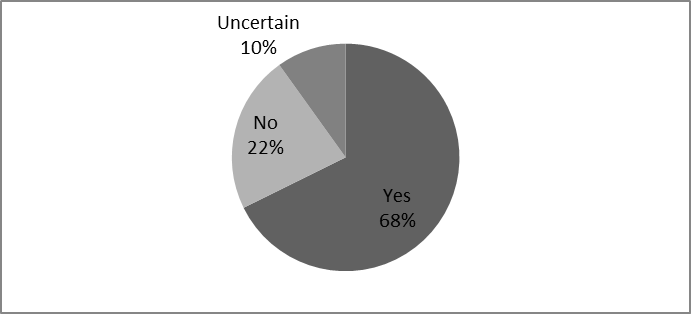 Uncertain
10%
No
22%
Yes
68%